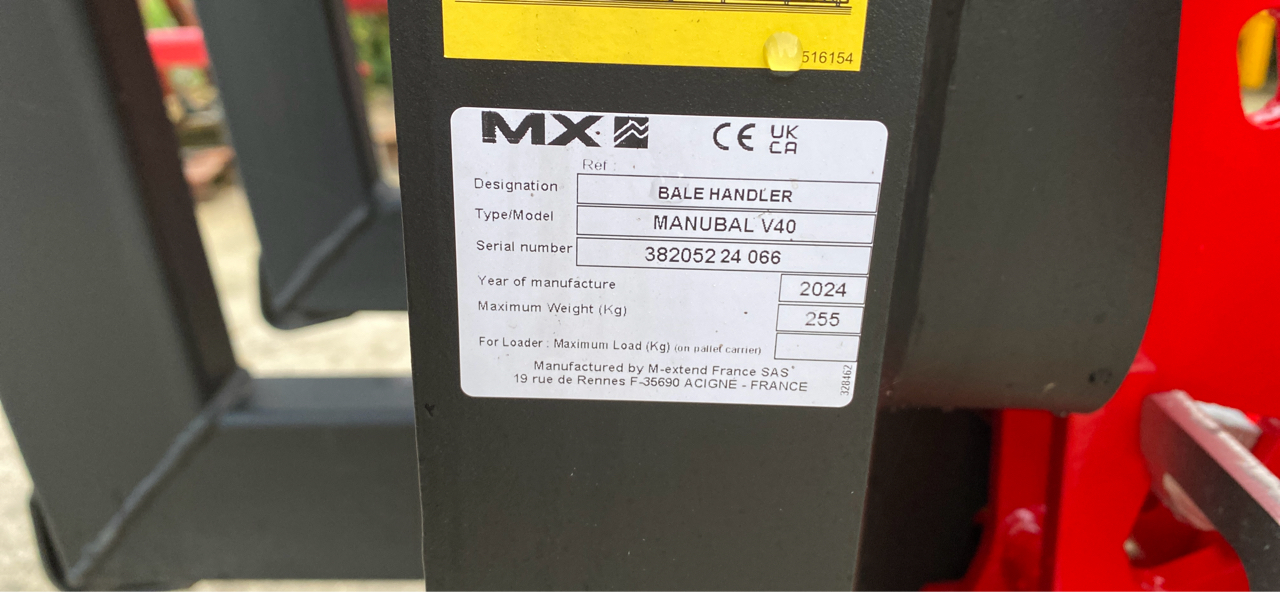 516154
MX
CE UK CA
Ref :
Designation BALE HANDLER
Type/Model MANUBAL V40
Serial number 382052 24 066
Year of manufacture 2024
Maximum Weight (Kg) 255
For Loader : Maximum Load (Kg) (on pallet carrier)
Manufactured by M-extend France SAS
19 rue de Rennes F-35690 ACIGNÉ - FRANCE
328462